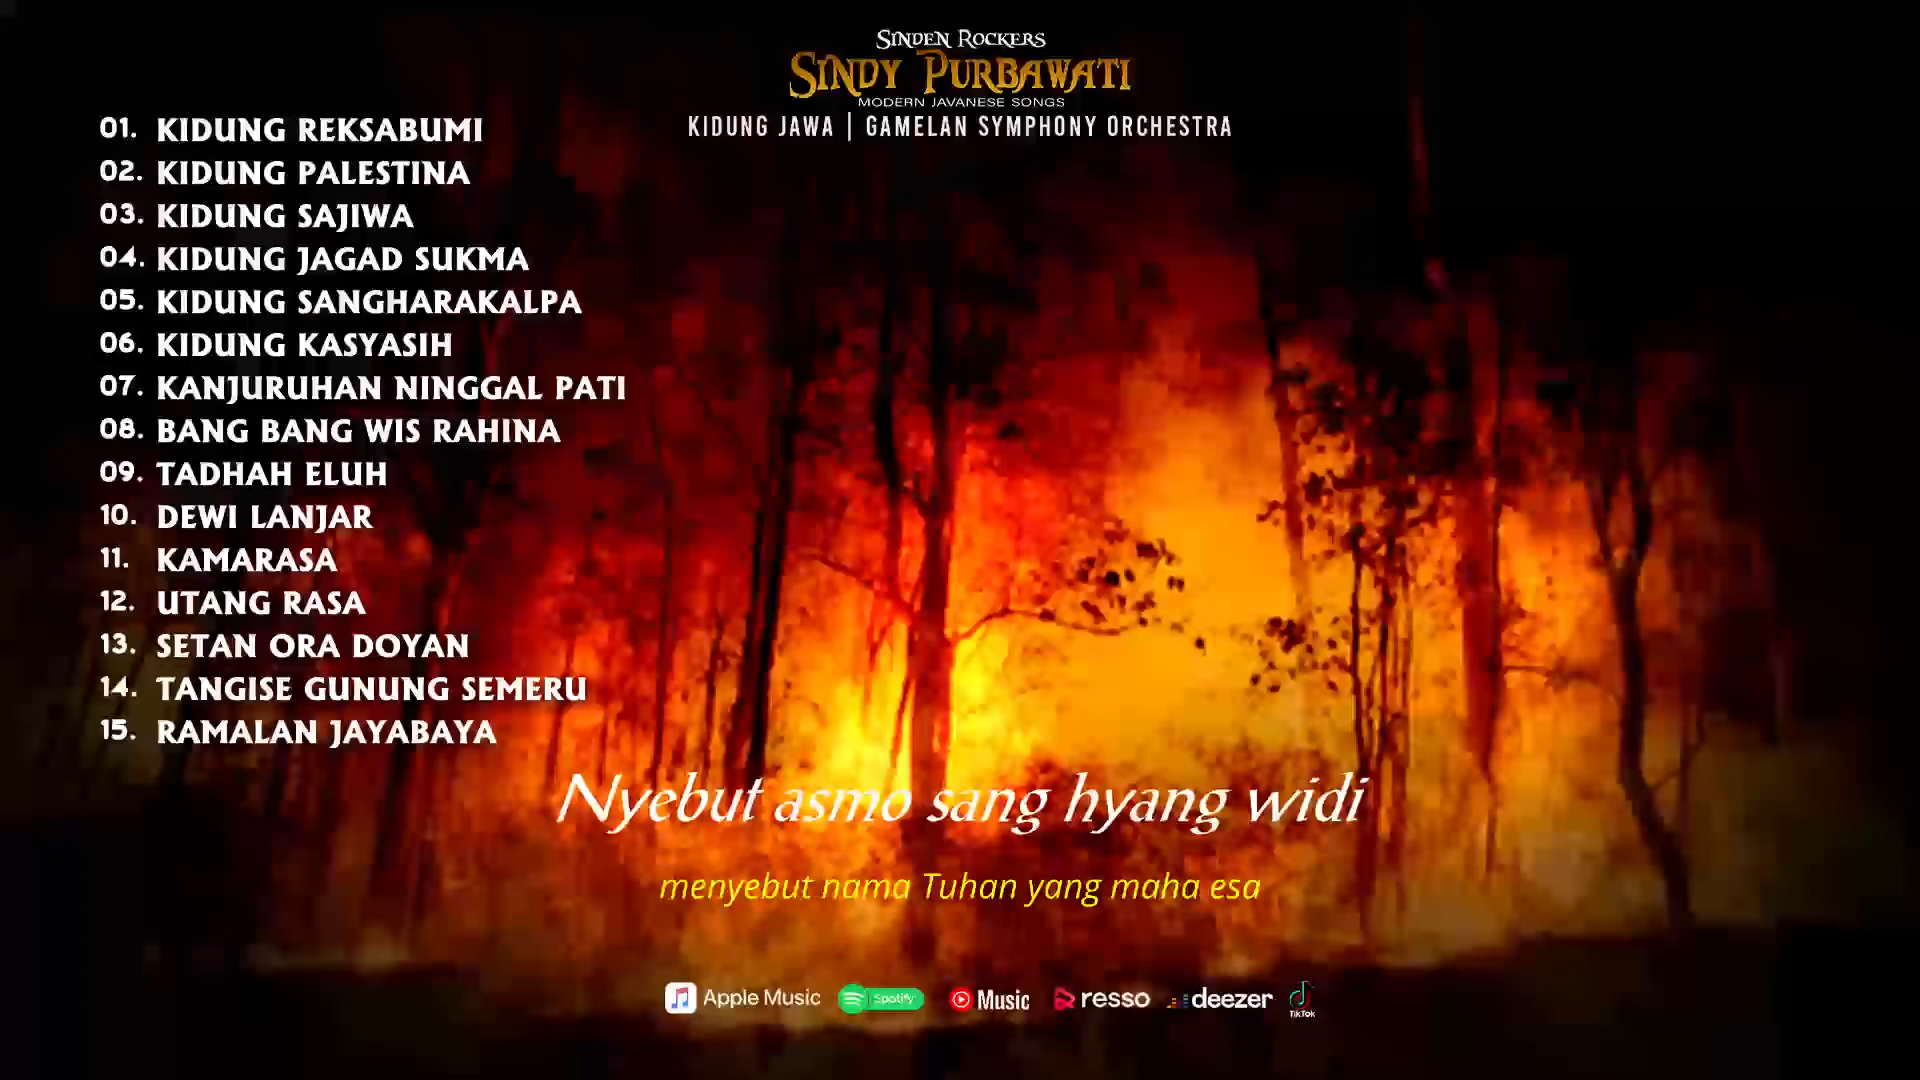 SINDEN ROCKERS
SINDY PURBAWATI
MODERN JAVANESE SONGS
KIDUNG JAWA | GAMELAN SYMPHONY ORCHESTRA
01. KIDUNG REKSABUMI
02. KIDUNG PALESTINA
03. KIDUNG SAJIWA
04. KIDUNG JAGAD SUKMA
05. KIDUNG SANGHARAKALPA
06. KIDUNG KASYASIH
07. KANJURUHAN NINGGAL PATI
08. BANG BANG WIS RAHINA
09. TADHAH ELUH
10. DEWI LANJAR
11. KAMARASA
12. UTANG RASA
13. SETAN ORA DOYAN
14. TANGISE GUNUNG SEMERU
15. RAMALAN JAYABAYA
Nyebut asmo sang hyang widi
menyebut nama Tuhan yang maha esa
Apple Music Spotify Music resso deezer TikTok